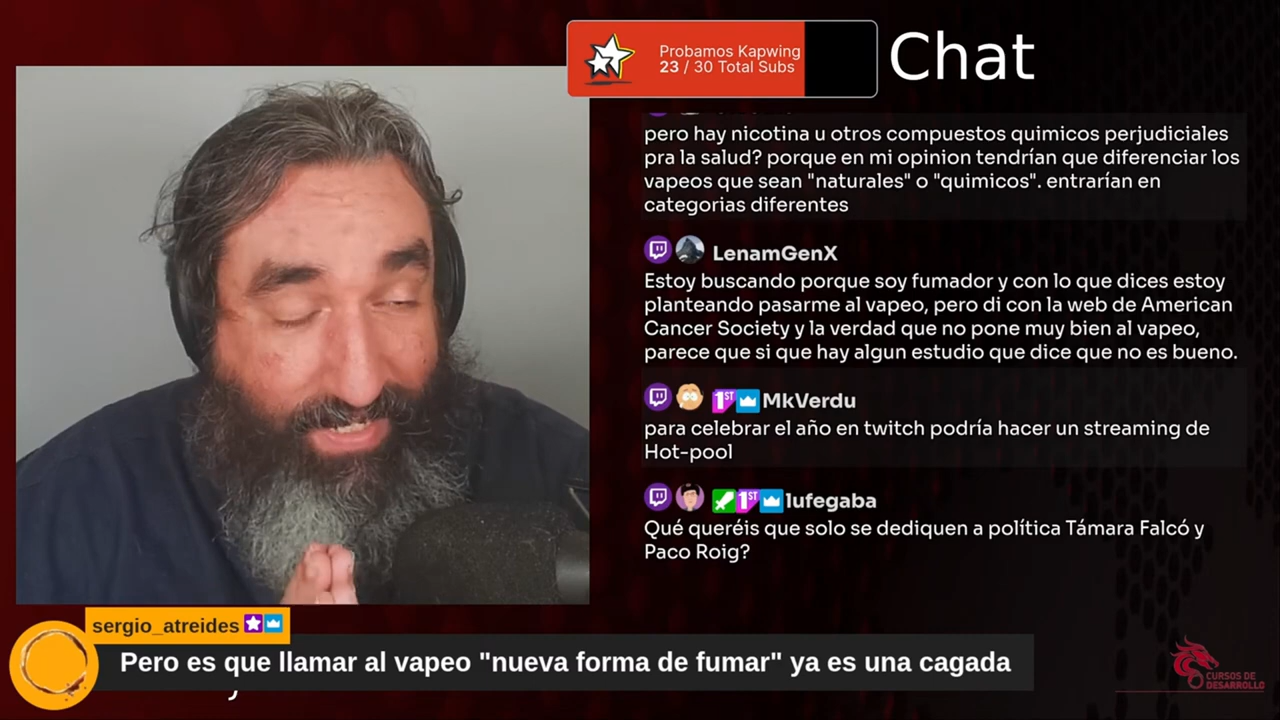 Probamos Kapwing
23 / 30 Total Subs
Chat
pero hay nicotina u otros compuestos quimicos perjudiciales
pra la salud? porque en mi opinion tendrían que diferenciar los
vapeos que sean "naturales" o "quimicos". entrarían en
categorias diferentes
LenamGenX
Estoy buscando porque soy fumador y con lo que dices estoy
planteando pasarme al vapeo, pero di con la web de American
Cancer Society y la verdad que no pone muy bien al vapeo,
parece que si que hay algun estudio que dice que no es bueno.
1ST MkVerdu
para celebrar el año en twitch podría hacer un streaming de
Hot-pool
1ST lufegaba
Qué queréis que solo se dediquen a política Támara Falcó y
Paco Roig?
sergio_atreides
Pero es que llamar al vapeo "nueva forma de fumar" ya es una cagada
CURSOS DE
DESARROLLO